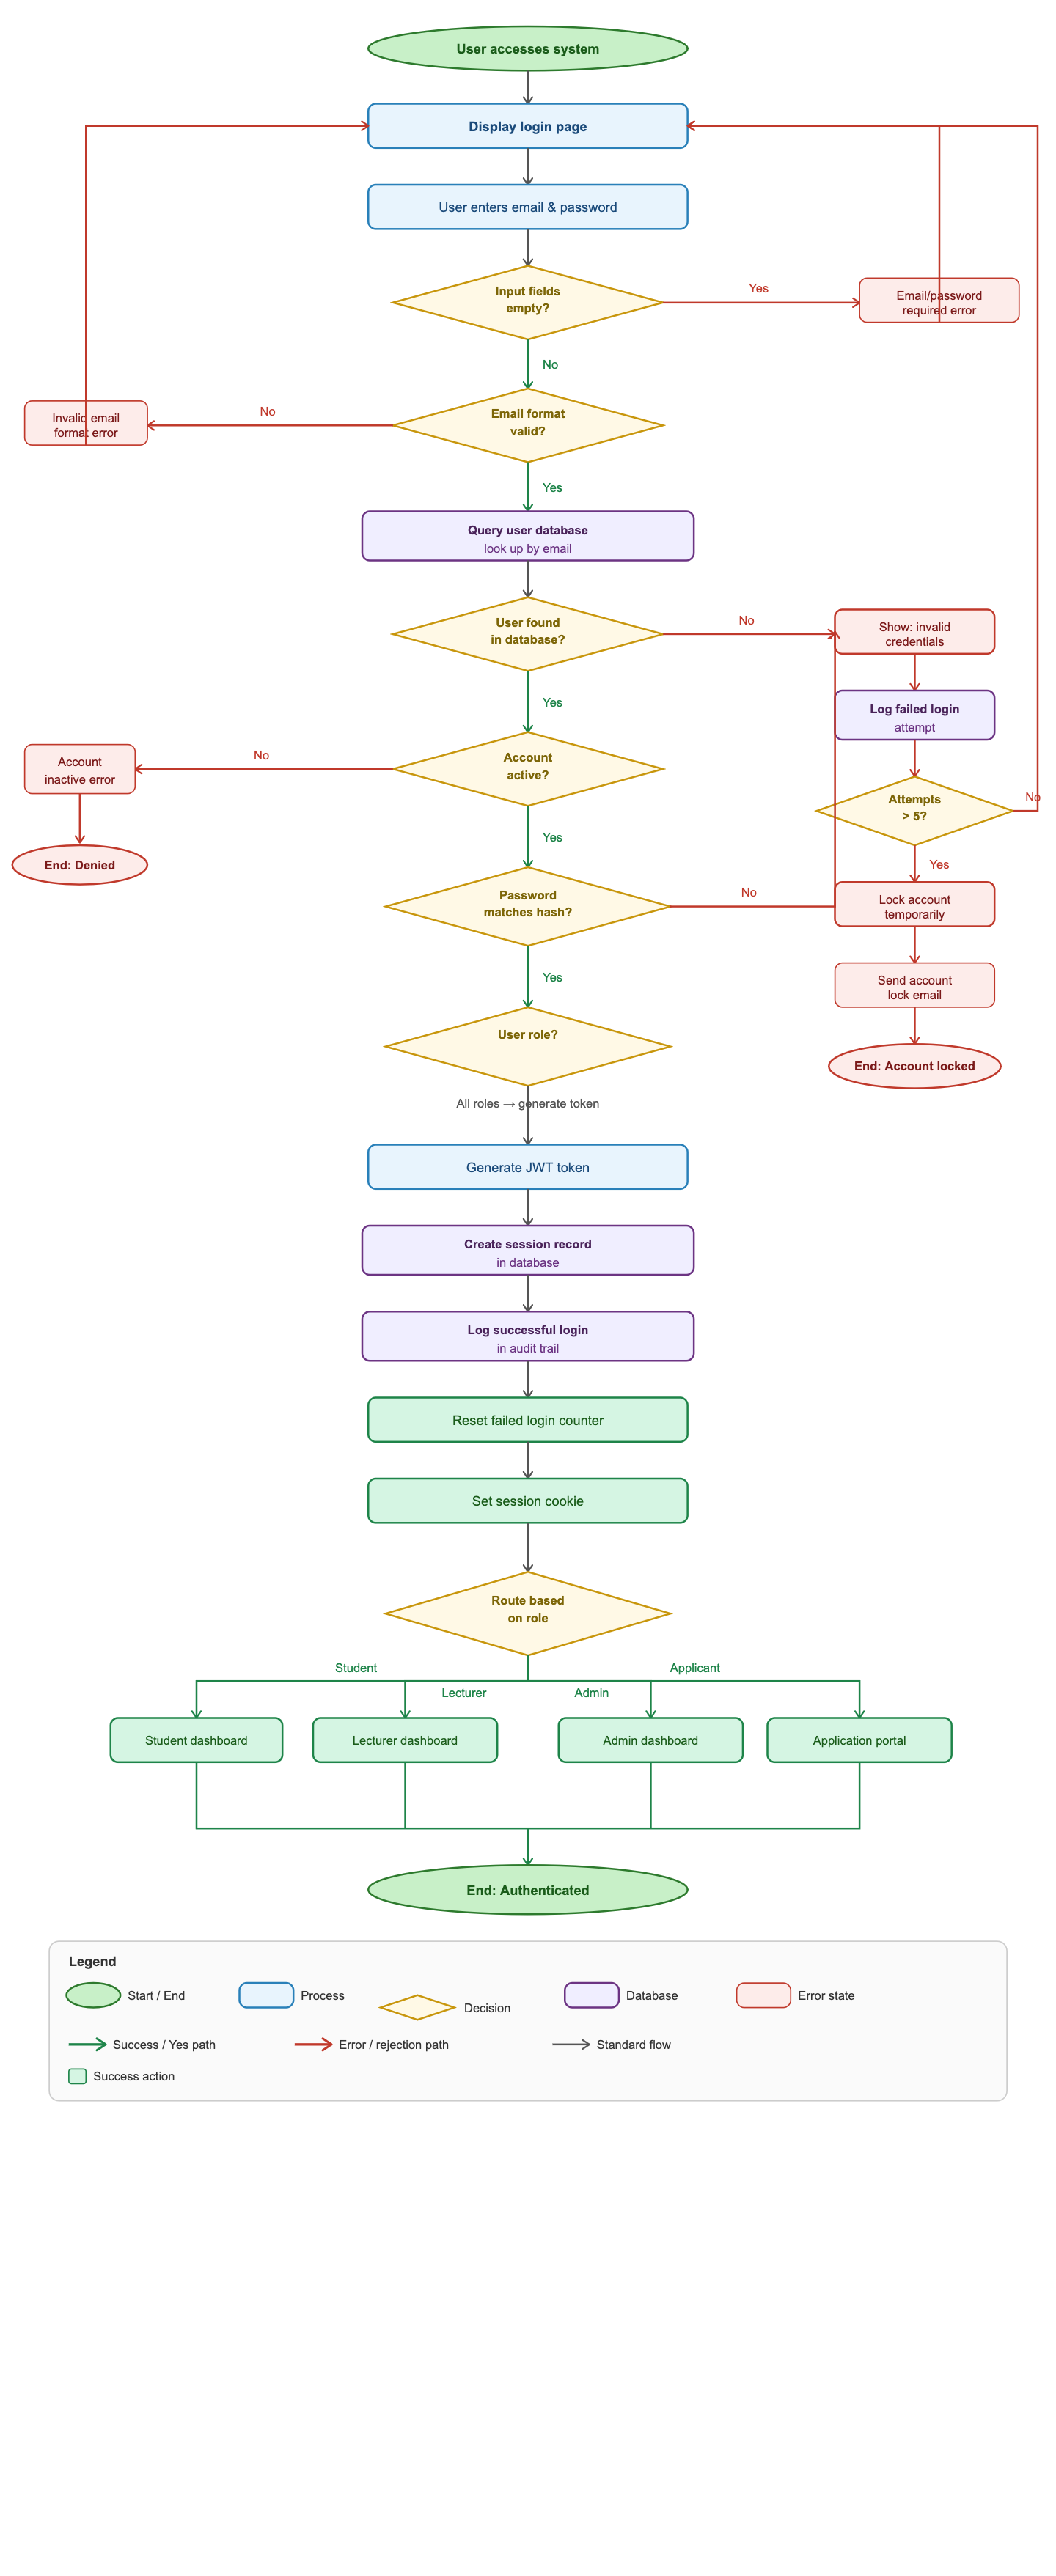 User accesses system
Display login page
User enters email & password
Input fields
empty?
Yes
Email/password
required error
No
Email format
valid?
No
Invalid email
format error
Yes
Query user database
look up by email
User found
in database?
No
Show: invalid
credentials
Yes
Log failed login
attempt
Account
active?
No
Account
inactive error
Attempts
> 5?
No
Yes
End: Denied
Yes
Password
matches hash?
No
Lock account
temporarily
Yes
Send account
lock email
User role?
End: Account locked
All roles → generate token
Generate JWT token
Create session record
in database
Log successful login
in audit trail
Reset failed login counter
Set session cookie
Route based
on role
Student
Lecturer
Admin
Applicant
Student dashboard
Lecturer dashboard
Admin dashboard
Application portal
End: Authenticated
Legend
Start / End
Process
Decision
Database
Error state
Success / Yes path
Error / rejection path
Standard flow
Success action